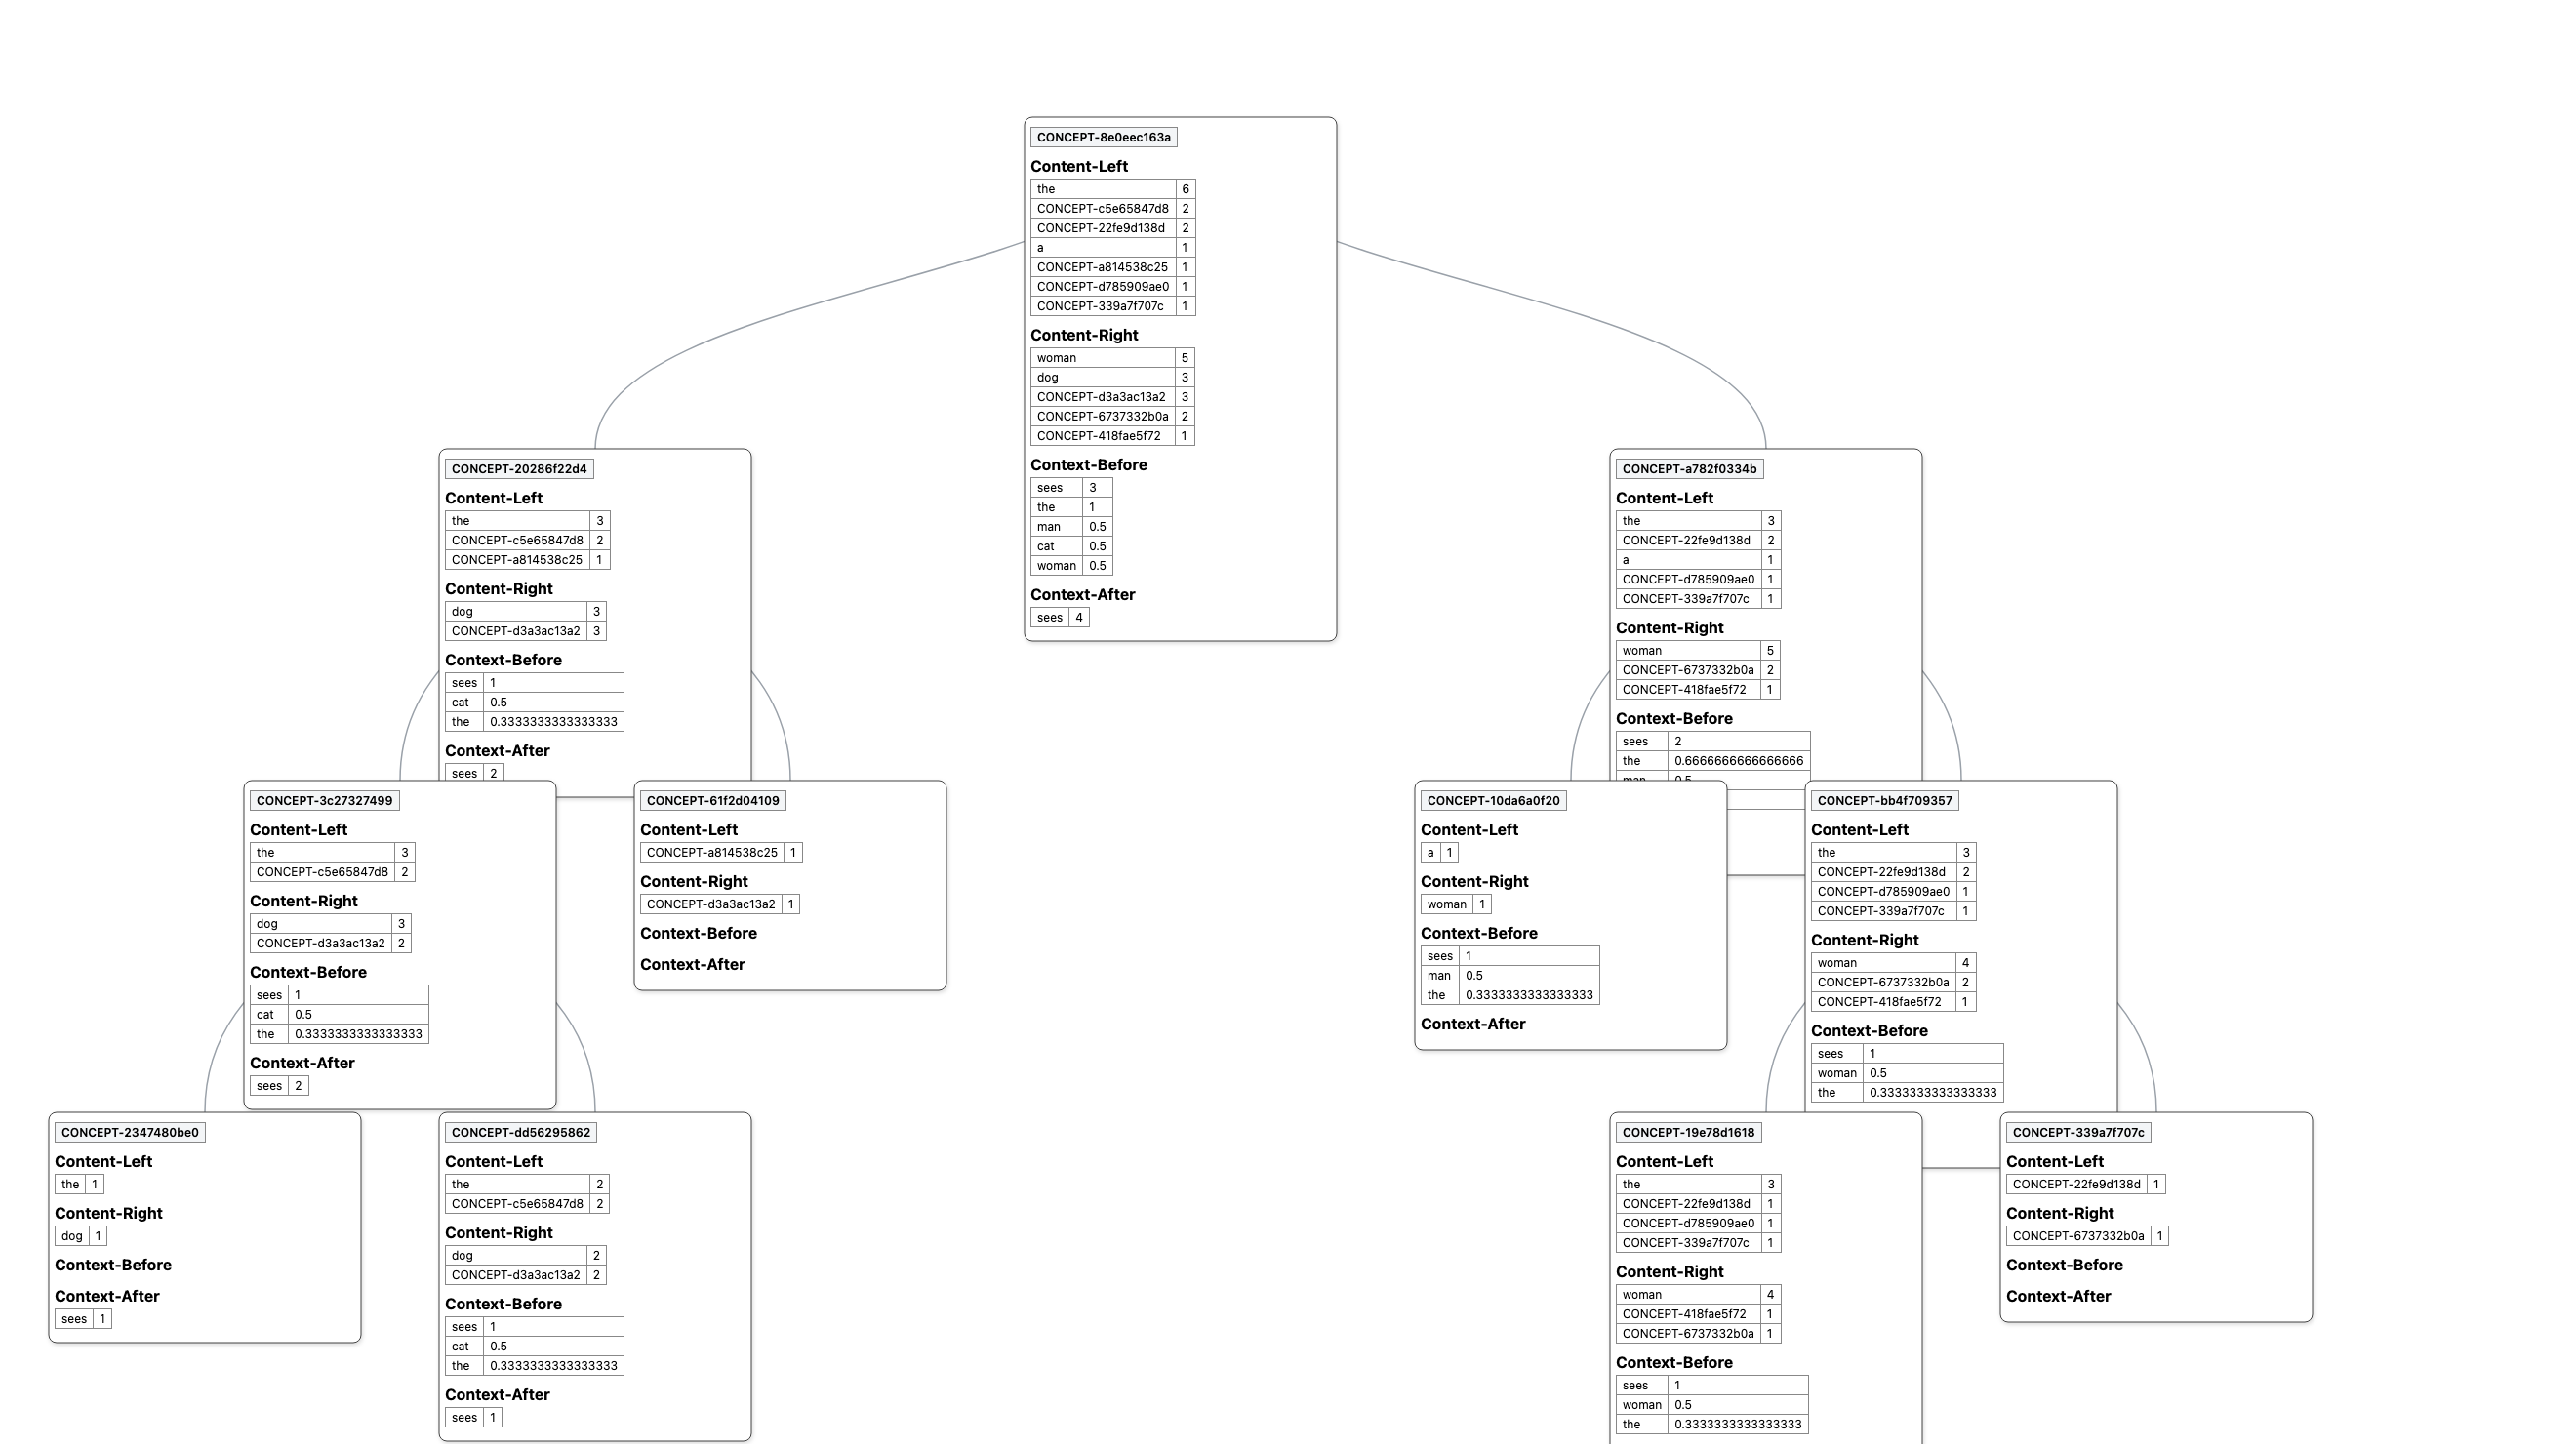 CONCEPT-8e0eec163a
Content-Left
the 6
CONCEPT-c5e65847d8 2
CONCEPT-22fe9d138d 2
a 1
CONCEPT-a814538c25 1
CONCEPT-d785909ae0 1
CONCEPT-339a7f707c 1
Content-Right
woman 5
dog 3
CONCEPT-d3a3ac13a2 3
CONCEPT-6737332b0a 2
CONCEPT-418fae5f72 1
Context-Before
sees 3
the 1
man 0.5
cat 0.5
woman 0.5
Context-After
sees 4
CONCEPT-20286f22d4
Content-Left
the 3
CONCEPT-c5e65847d8 2
CONCEPT-a814538c25 1
Content-Right
dog 3
CONCEPT-d3a3ac13a2 3
Context-Before
sees 1
cat 0.5
the 0.3333333333333333
Context-After
sees 2
CONCEPT-a782f0334b
Content-Left
the 3
CONCEPT-22fe9d138d 2
a 1
CONCEPT-d785909ae0 1
CONCEPT-339a7f707c 1
Content-Right
woman 5
CONCEPT-6737332b0a 2
CONCEPT-418fae5f72 1
Context-Before
sees 2
the 0.6666666666666666
man 0.5
CONCEPT-3c27327499
Content-Left
the 3
CONCEPT-c5e65847d8 2
Content-Right
dog 3
CONCEPT-d3a3ac13a2 2
Context-Before
sees 1
cat 0.5
the 0.3333333333333333
Context-After
sees 2
CONCEPT-61f2d04109
Content-Left
CONCEPT-a814538c25 1
Content-Right
CONCEPT-d3a3ac13a2 1
Context-Before
Context-After
CONCEPT-10da6a0f20
Content-Left
a 1
Content-Right
woman 1
Context-Before
sees 1
man 0.5
the 0.3333333333333333
Context-After
CONCEPT-bb4f709357
Content-Left
the 3
CONCEPT-22fe9d138d 2
CONCEPT-d785909ae0 1
CONCEPT-339a7f707c 1
Content-Right
woman 4
CONCEPT-6737332b0a 2
CONCEPT-418fae5f72 1
Context-Before
sees 1
woman 0.5
the 0.3333333333333333
CONCEPT-2347480be0
Content-Left
the 1
Content-Right
dog 1
Context-Before
Context-After
sees 1
CONCEPT-dd56295862
Content-Left
the 2
CONCEPT-c5e65847d8 2
Content-Right
dog 2
CONCEPT-d3a3ac13a2 2
Context-Before
sees 1
cat 0.5
the 0.3333333333333333
Context-After
sees 1
CONCEPT-19e78d1618
Content-Left
the 3
CONCEPT-22fe9d138d 1
CONCEPT-d785909ae0 1
CONCEPT-339a7f707c 1
Content-Right
woman 4
CONCEPT-418fae5f72 1
CONCEPT-6737332b0a 1
Context-Before
sees 1
woman 0.5
the 0.3333333333333333
CONCEPT-339a7f707c
Content-Left
CONCEPT-22fe9d138d 1
Content-Right
CONCEPT-6737332b0a 1
Context-Before
Context-After